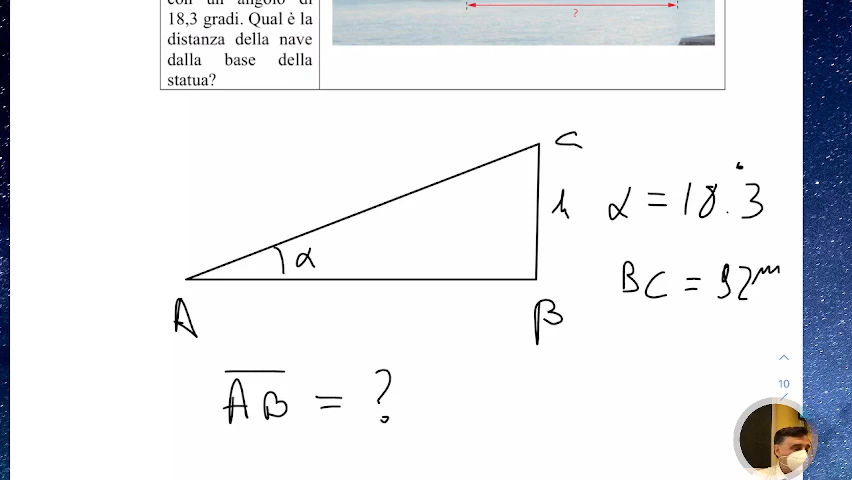 con un angolo di
18,3 gradi. Qual è la
distanza della nave
dalla base della
statua?
?
C
h
α = 18.3°
α
BC = 92m
A
B
AB = ?
10